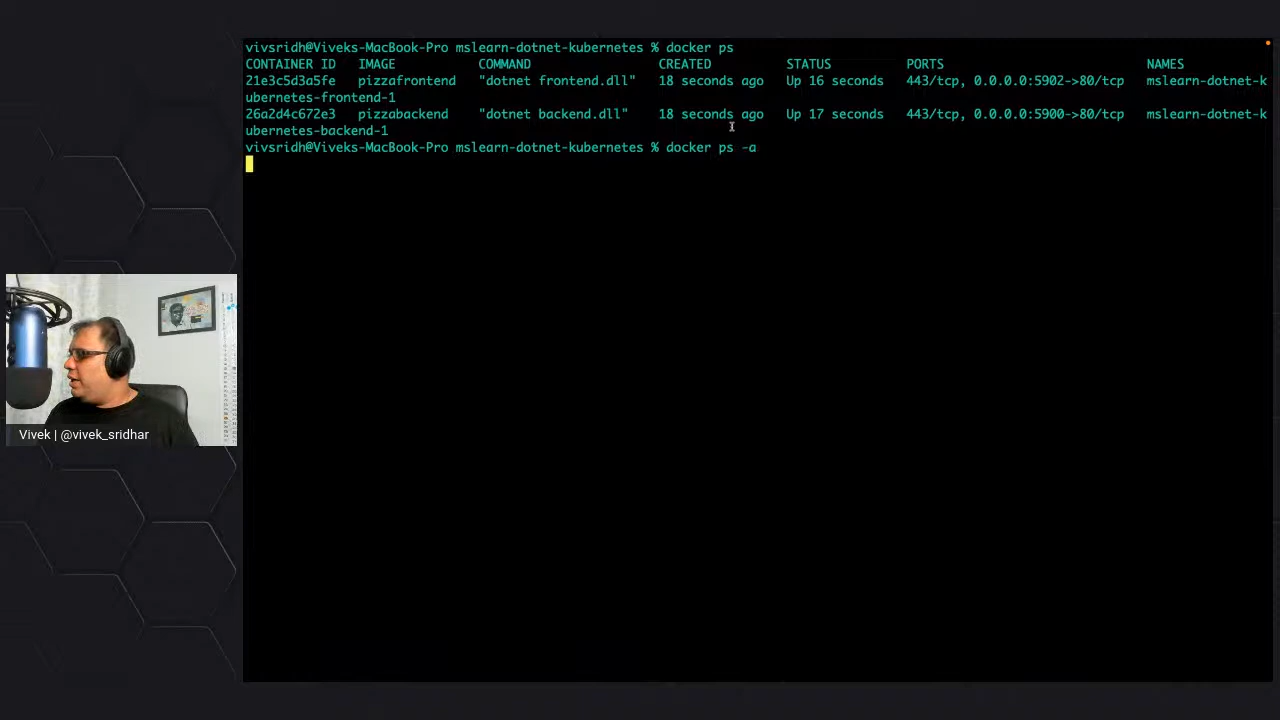 vivsridh@Viveks-MacBook-Pro mslearn-dotnet-kubernetes % docker ps
CONTAINER ID   IMAGE   COMMAND   CREATED   STATUS   PORTS   NAMES
21e3c5d3a5fe   pizzafrontend   "dotnet frontend.dll"   18 seconds ago   Up 16 seconds   443/tcp, 0.0.0.0:5902->80/tcp   mslearn-dotnet-k
ubernetes-frontend-1
26a2d4c672e3   pizzabackend   "dotnet backend.dll"   18 seconds ago   Up 17 seconds   443/tcp, 0.0.0.0:5900->80/tcp   mslearn-dotnet-k
ubernetes-backend-1
vivsridh@Viveks-MacBook-Pro mslearn-dotnet-kubernetes % docker ps -a
Vivek | @vivek_sridhar